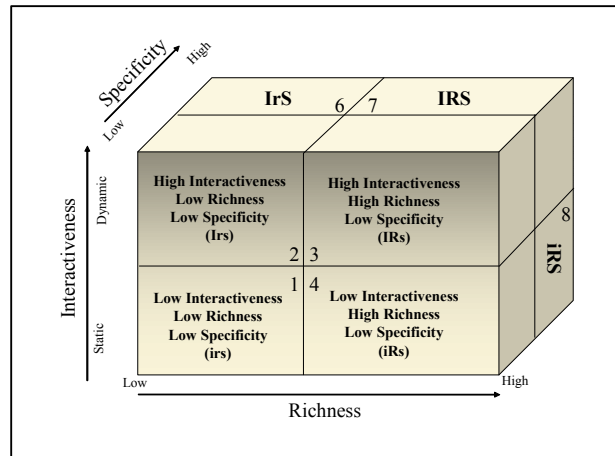 Specificity
High
Low
IrS
6
7
IRS
Interactiveness
Dynamic
Static
High Interactiveness
Low Richness
Low Specificity
(Irs)
2
High Interactiveness
High Richness
Low Specificity
(IRs)
3
8
iRS
Low Interactiveness
Low Richness
Low Specificity
(irs)
1
Low Interactiveness
High Richness
Low Specificity
(iRs)
4
Low
High
Richness